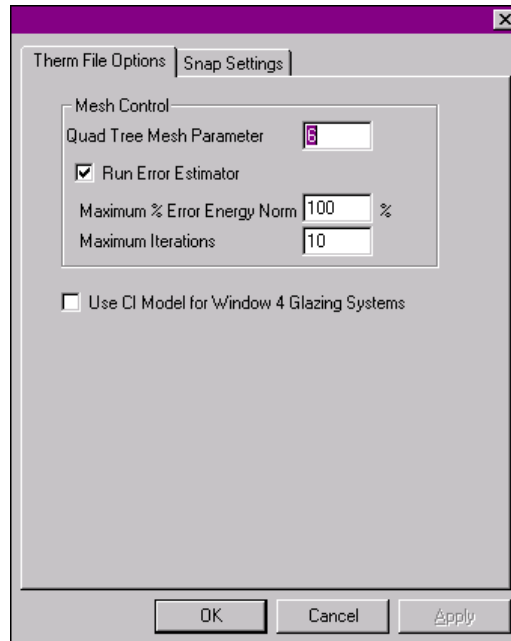 Therm File Options Snap Settings
Mesh Control
Quad Tree Mesh Parameter 6
Run Error Estimator
Maximum % Error Energy Norm 100 %
Maximum Iterations 10
Use CI Model for Window 4 Glazing Systems
OK Cancel Apply